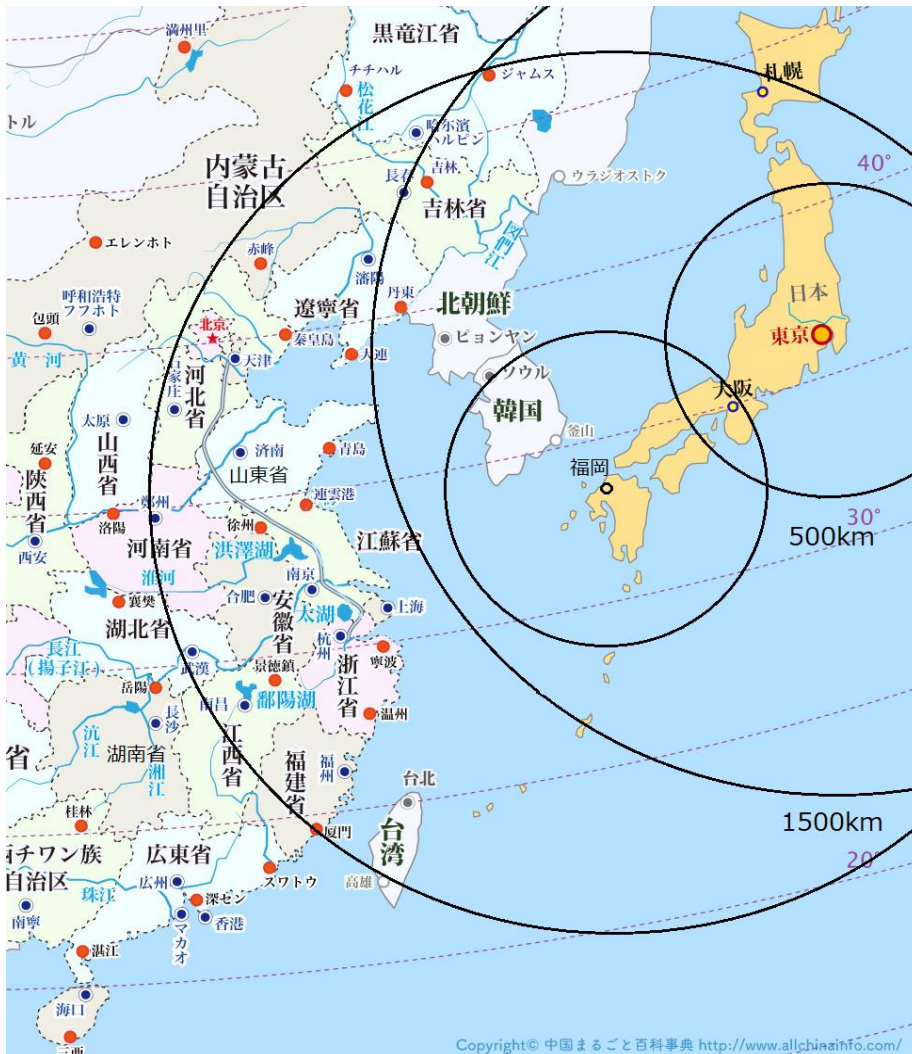 満州里
黒竜江省
チチハル
ジャムス
松花江
トル
哈尔濱
ハルピン
札幌
内蒙古
自治区
長春
吉林
吉林省
ウラジオストク
40°
図們江
エレンホト
赤峰
瀋陽
呼和浩特
フフホト
包頭
遼寧省
丹東
北朝鮮
日本
北京
秦皇島
大連
ピョンヤン
東京
黄河
天津
石家庄
河北省
ソウル
韓国
大阪
太原
延安
山西省
済南
山東省
青島
釜山
福岡
陝西省
鄭州
洛陽
連雲港
徐州
江蘇省
30°
500km
西安
河南省
洪澤湖
淮河
南京
襄樊
合肥
安徽省
太湖
上海
湖北省
杭州
長江
(揚子江)
武漢
景徳鎮
寧波
浙江省
岳陽
南昌
鄱陽湖
温州
長沙
沅江
湖南省
湘江
江西省
省
福建省
福州
台北
桂林
厦門
台湾
1500km
20°
西チワン族
自治区
広東省
スワトウ
高雄
珠江
広州
深セン
南寧
香港
マカオ
湛江
海口
三亜
Copyright© 中国まるごと百科事典 http://www.allchinainfo.com/